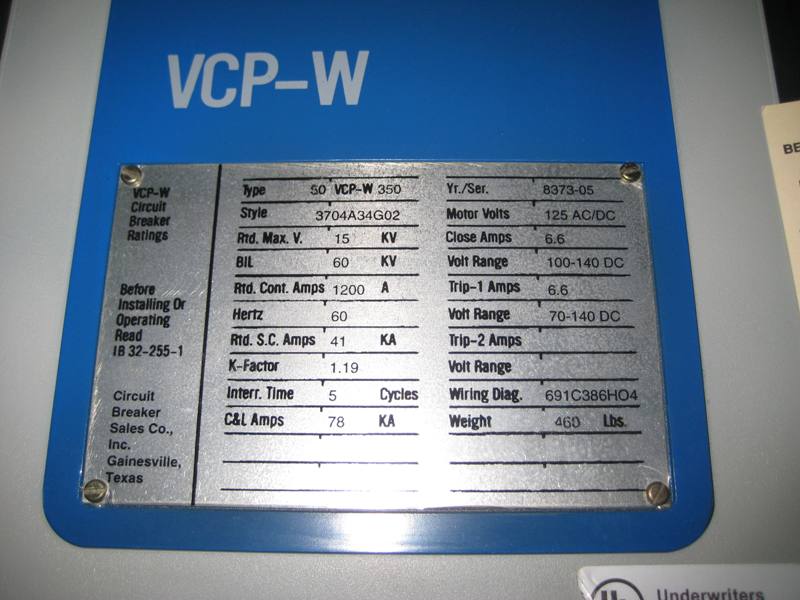 VCP-W
VCP-W
Circuit
Breaker
Ratings
Before
Installing Or
Operating
Read
IB 32-255-1
Circuit
Breaker
Sales Co.,
Inc.
Gainesville,
Texas
Type 50 VCP-W 350
Style 3704A34G02
Rtd. Max. V. 15 KV
BIL 60 KV
Rtd. Cont. Amps 1200 A
Hertz 60
Rtd. S.C. Amps 41 KA
K-Factor 1.19
Interr. Time 5 Cycles
C&L Amps 78 KA
Yr./Ser. 8373-05
Motor Volts 125 AC/DC
Close Amps 6.6
Volt Range 100-140 DC
Trip-1 Amps 6.6
Volt Range 70-140 DC
Trip-2 Amps
Volt Range
Wiring Diag. 691C386HO4
Weight 460 Lbs.
BE
UL Underwriters